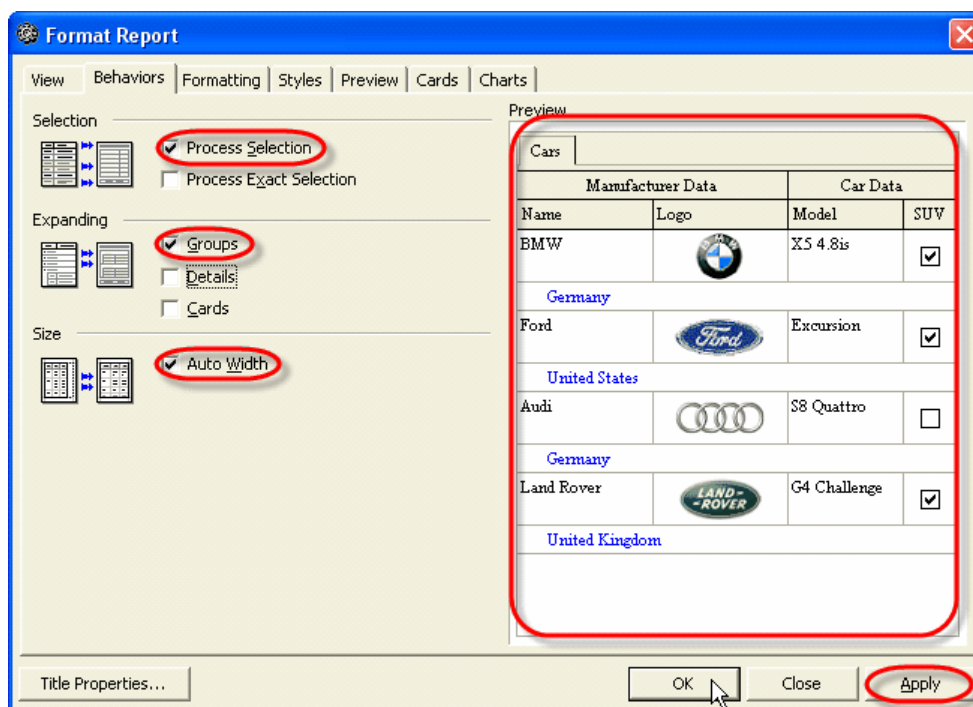 Format Report
View Behaviors Formatting Styles Preview Cards Charts
Selection
Process Selection
Process Exact Selection
Expanding
Groups
Details
Cards
Size
Auto Width
Preview
Cars
Manufacturer Data Car Data
Name Logo Model SUV
BMW BMW X5 4.8is
Germany
Ford Ford Excursion
United States
Audi S8 Quattro
Germany
Land Rover LAND-
-ROVER G4 Challenge
United Kingdom
Title Properties... OK Close Apply